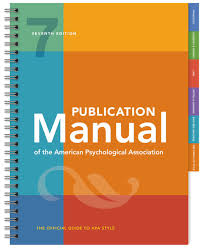 7
SEVENTH EDITION
PUBLICATION
Manual
of the American Psychological Association
THE OFFICIAL GUIDE TO APA STYLE